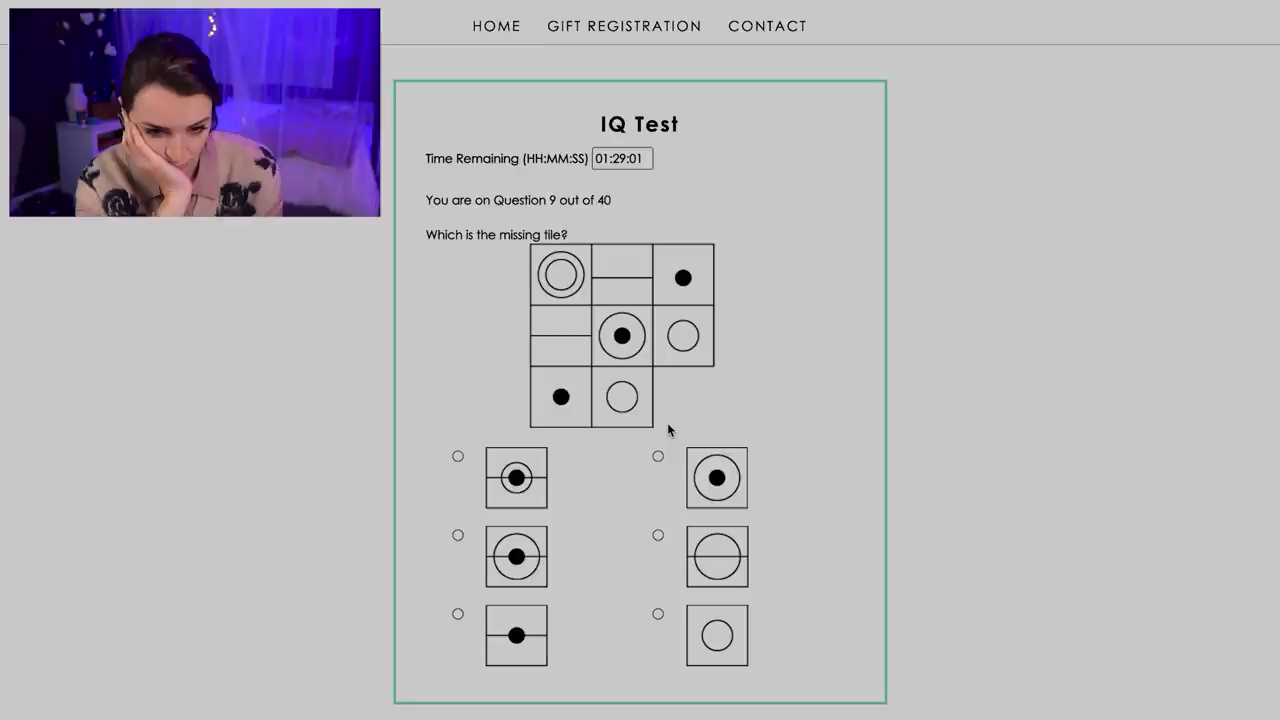 HOME GIFT REGISTRATION CONTACT
IQ Test
Time Remaining (HH:MM:SS) 01:29:01
You are on Question 9 out of 40
Which is the missing tile?